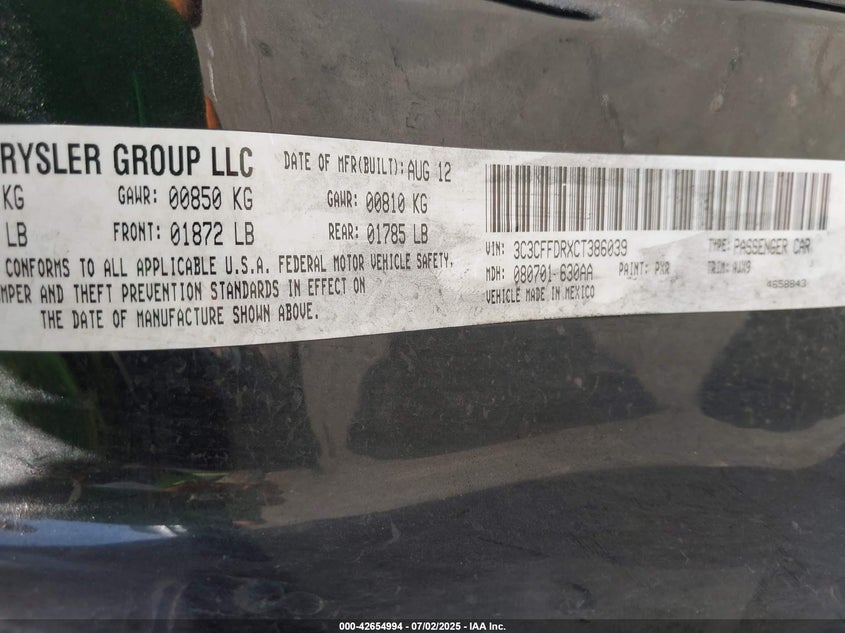 RYSLER GROUP LLC DATE OF MFR(BUILT): AUG 12
KG GAWR: 00850 KG GAWR: 00810 KG
LB FRONT: 01872 LB REAR: 01785 LB
CONFORMS TO ALL APPLICABLE U.S.A. FEDERAL MOTOR VEHICLE SAFETY,
MPER AND THEFT PREVENTION STANDARDS IN EFFECT ON
THE DATE OF MANUFACTURE SHOWN ABOVE.
VIN: 3C3CFFDRXCT386039 TYPE: PASSENGER CAR
MDH: 080701-630AA PAINT: PXR TRIM: AUX9
VEHICLE MADE IN MEXICO 4658843
000-42654994 - 07/02/2025 - IAA Inc.